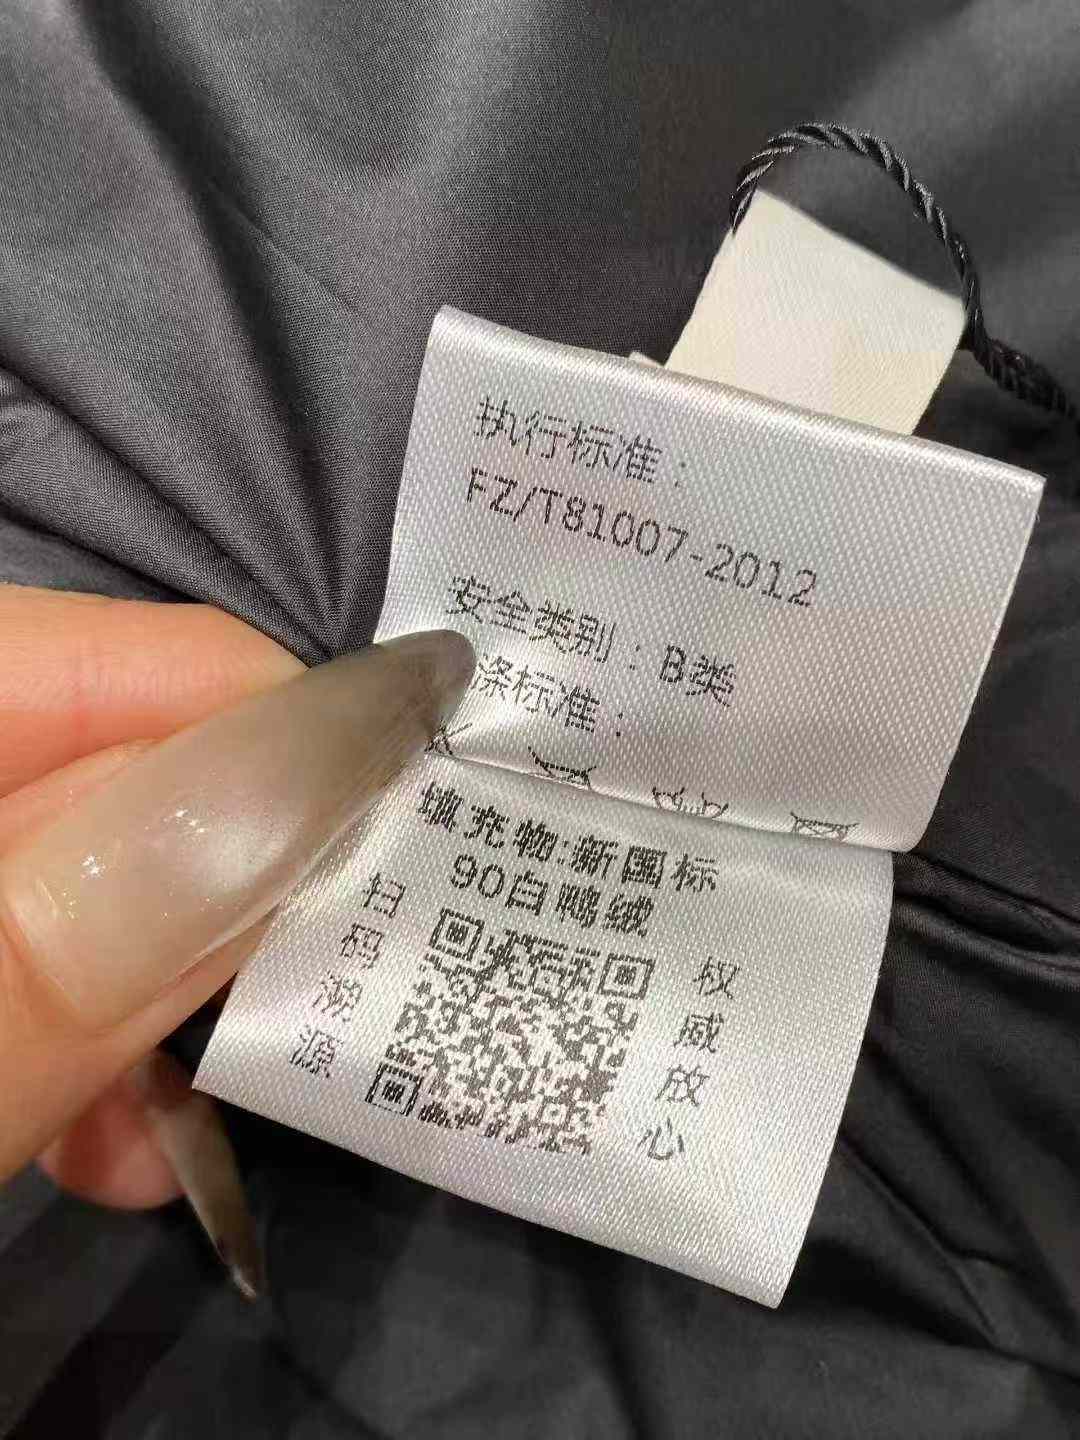 执行标准：
FZ/T81007-2012
安全类别：B类
涤标准：
填充物:新国标
90白鸭绒
扫码溯源
权威放心